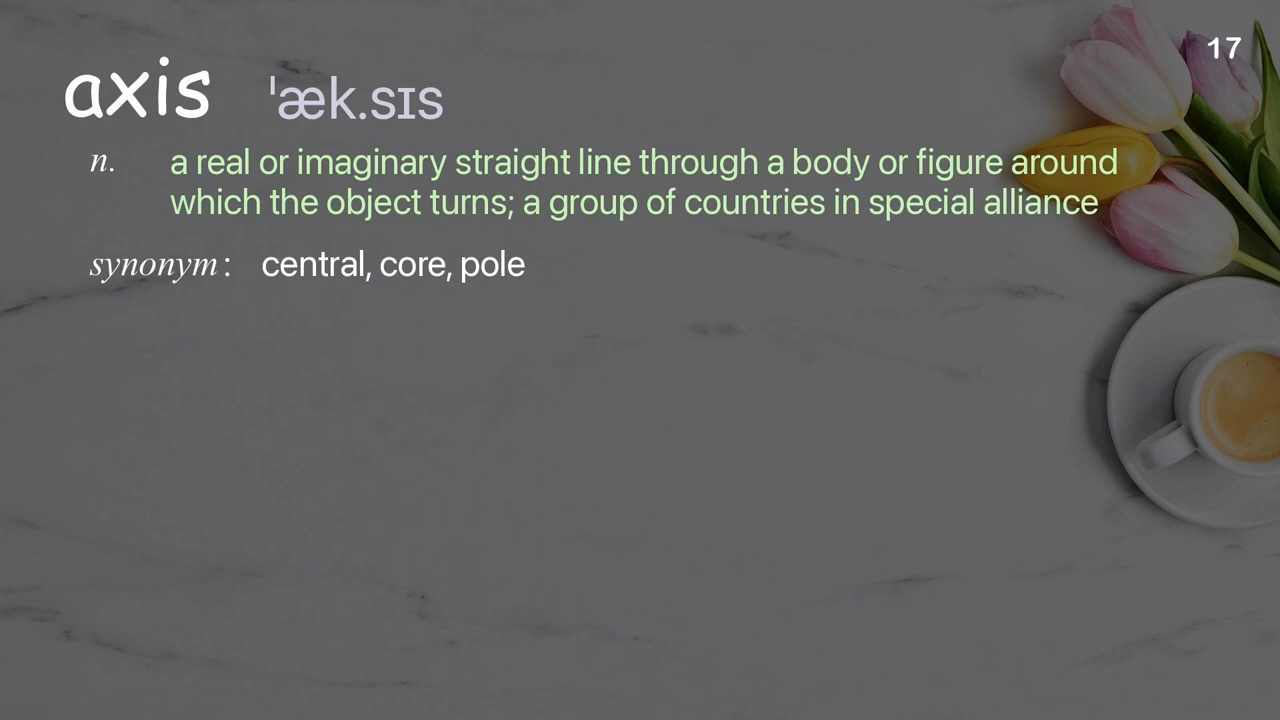 17
axis ˈæk.sɪs
n. a real or imaginary straight line through a body or figure around
which the object turns; a group of countries in special alliance
synonym : central, core, pole